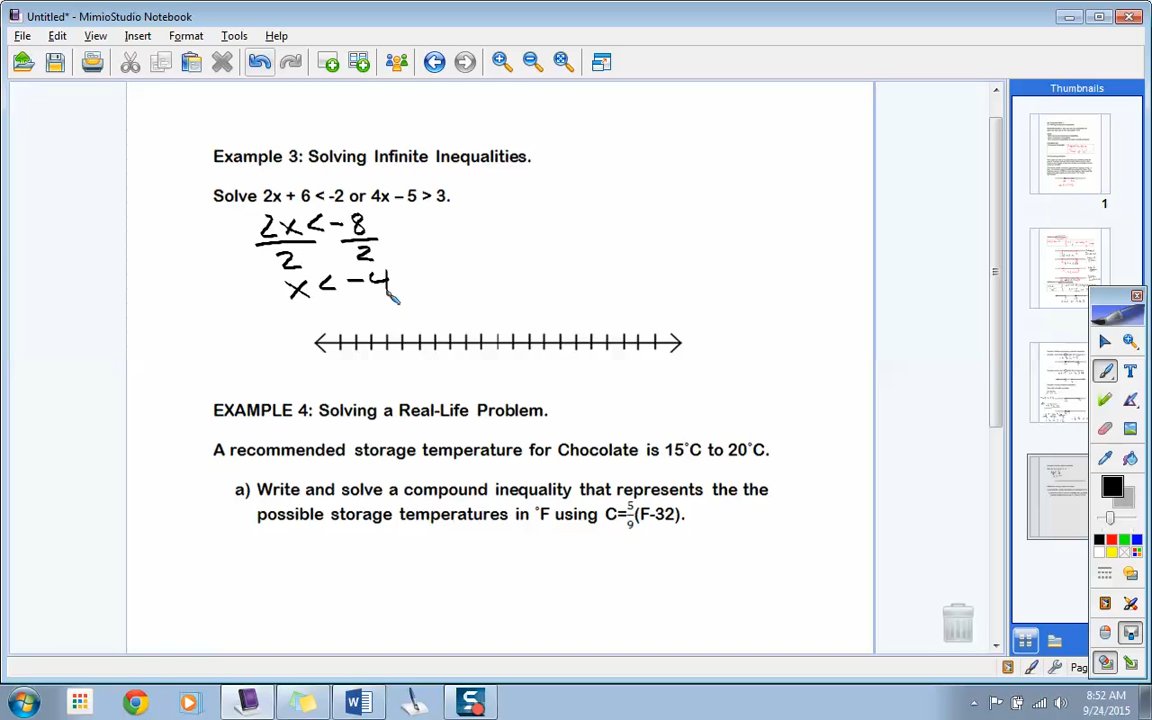 Untitled* - MimioStudio Notebook
File Edit View Insert Format Tools Help
Thumbnails
Example 3: Solving Infinite Inequalities.
Solve 2x + 6 < -2 or 4x – 5 > 3.
2x < -8
2 2
x < -4
1
EXAMPLE 4: Solving a Real-Life Problem.
A recommended storage temperature for Chocolate is 15˚C to 20˚C.
a) Write and solve a compound inequality that represents the the
possible storage temperatures in ˚F using C=5/9(F-32).
Pag
8:52 AM
9/24/2015